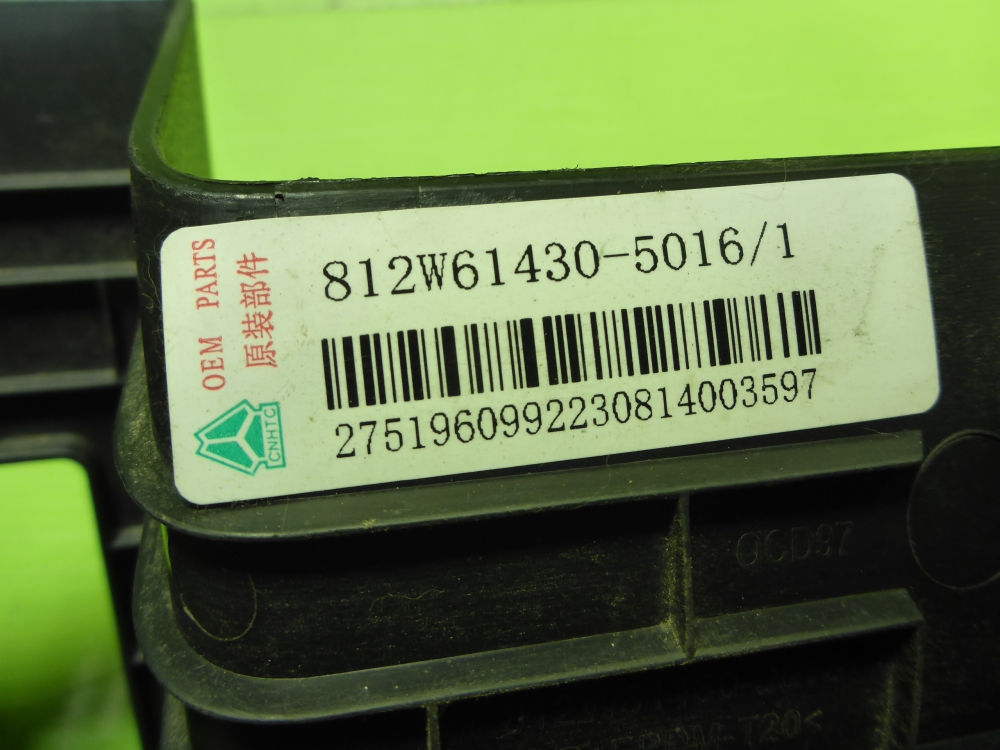 812W61430-5016/1
2751960992230814003597
OEM PARTS
原装部件
CNHTC
OCD97